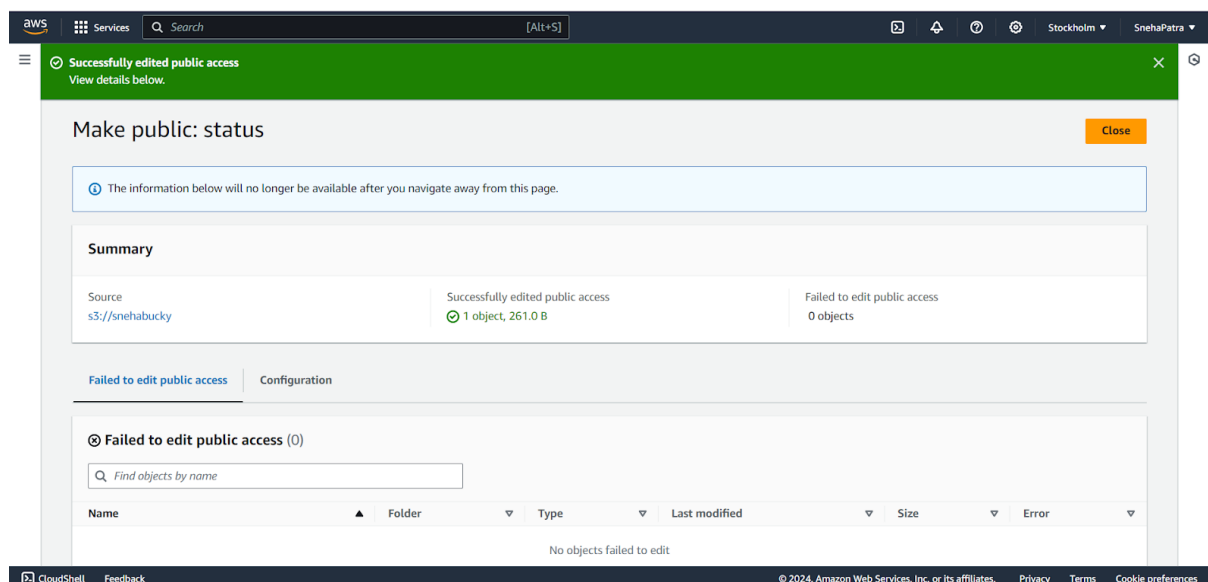 aws Services Search [Alt+S] Stockholm SnehaPatra
Successfully edited public access
View details below.
Make public: status
Close
The information below will no longer be available after you navigate away from this page.
Summary
Source Successfully edited public access Failed to edit public access
s3://snehabucky 1 object, 261.0 B 0 objects
Failed to edit public access Configuration
Failed to edit public access (0)
Find objects by name
Name Folder Type Last modified Size Error
No objects failed to edit
CloudShell Feedback © 2024, Amazon Web Services, Inc. or its affiliates. Privacy Terms Cookie preferences